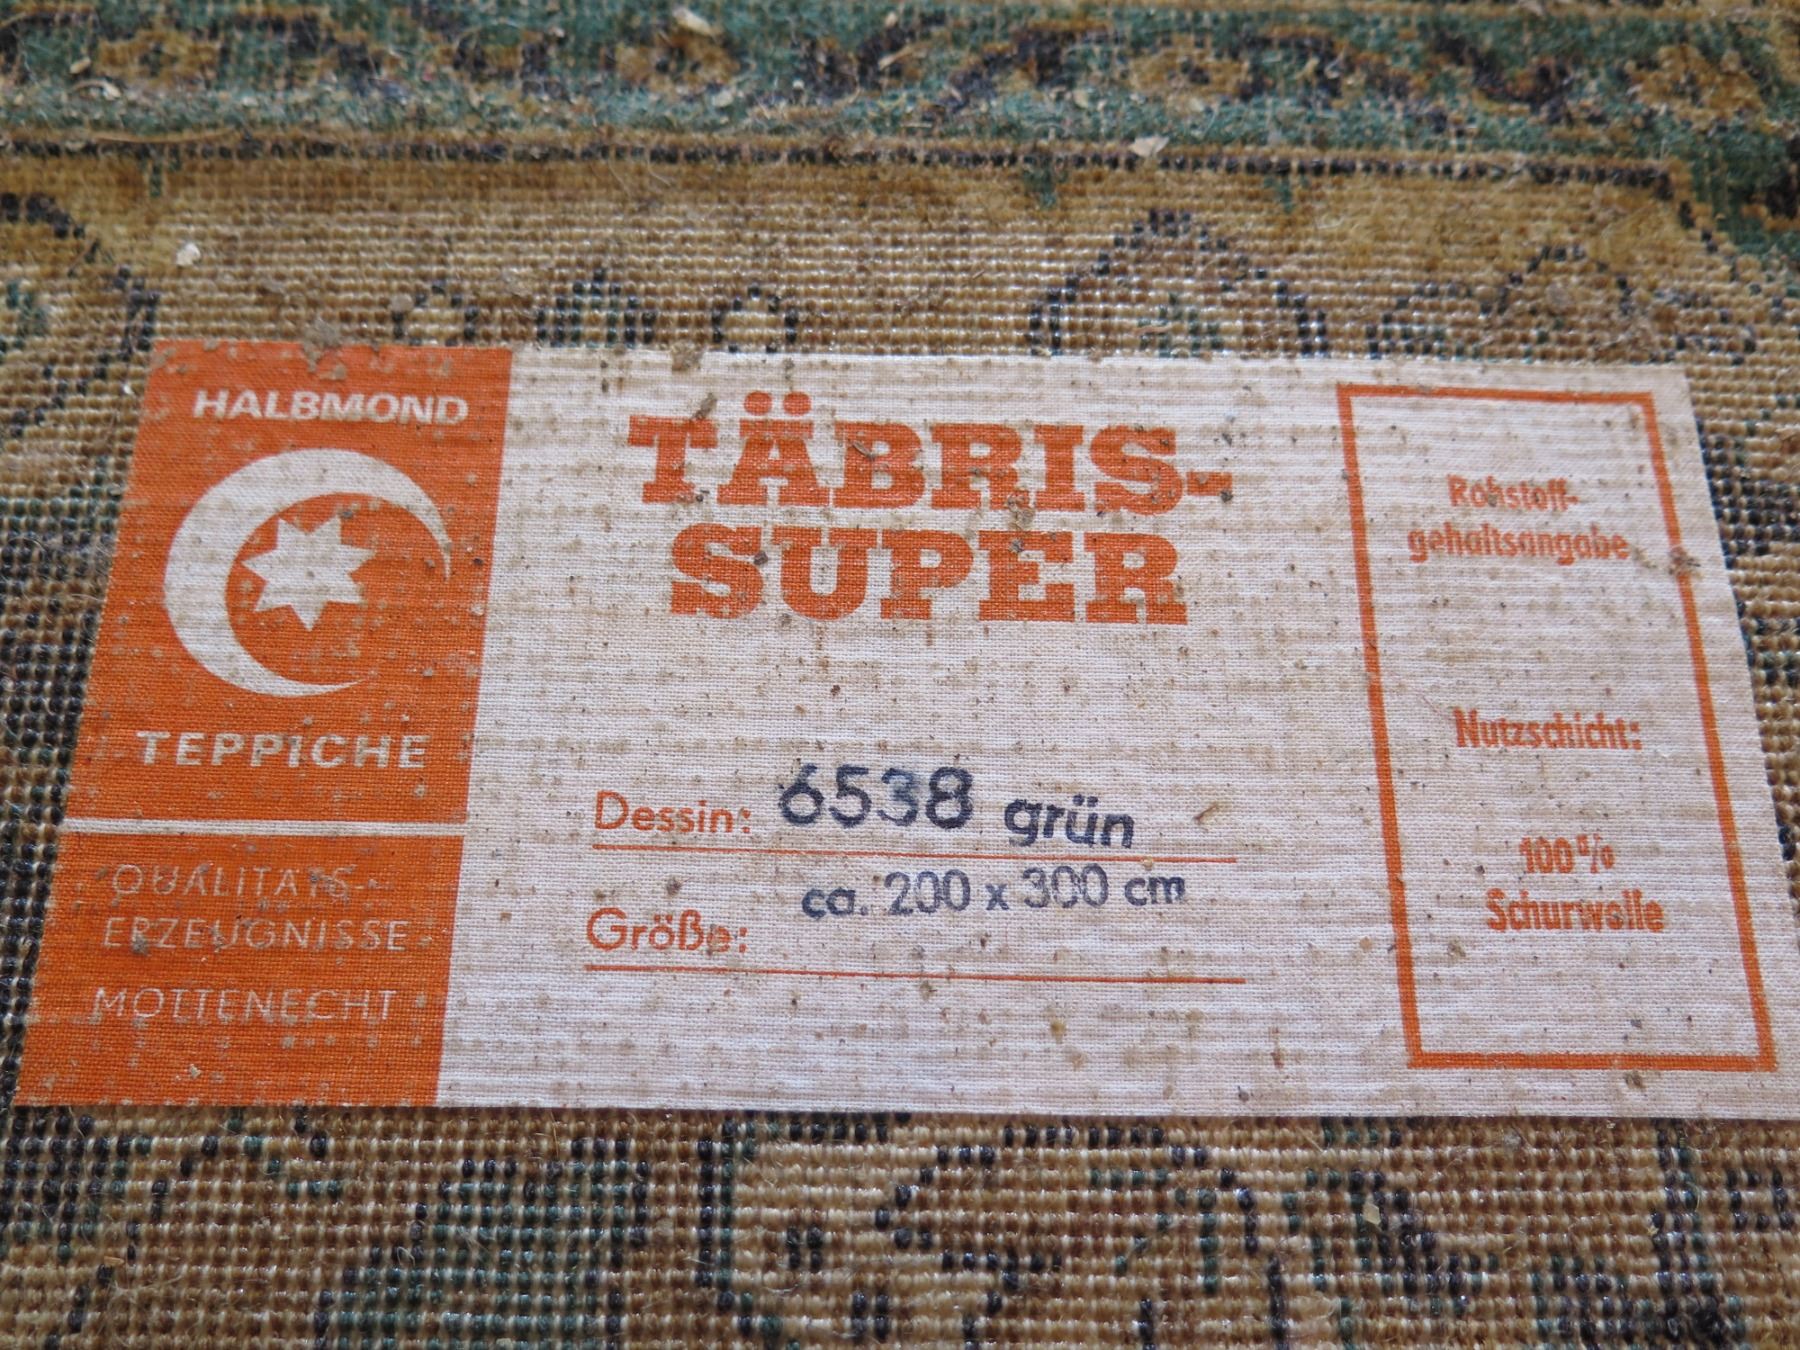 HALBMOND
TEPPICHE
QUALITÄTS-
ERZEUGNISSE
MOTTENECHT
TÄBRIS-
SUPER
Dessin: 6538 grün
Größe: ca. 200 x 300 cm
Rohstoff-
gehaltsangabe
Nutzschicht:
100%
Schurwolle